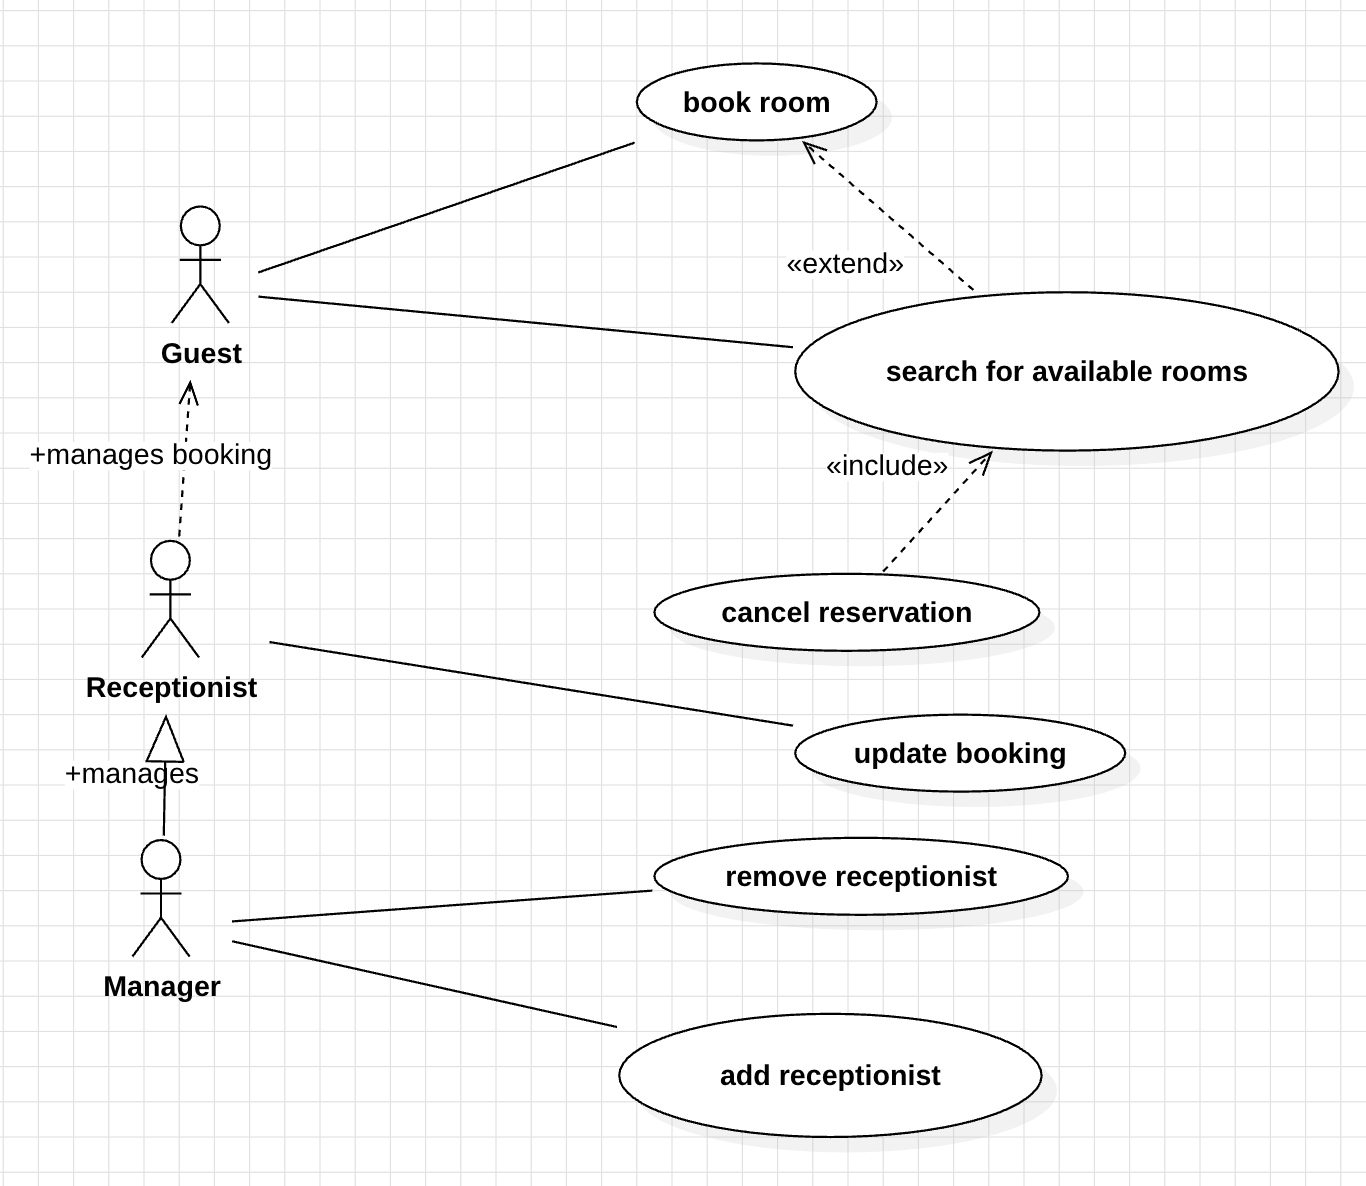 book room
«extend»
Guest
search for available rooms
+manages booking
«include»
cancel reservation
Receptionist
update booking
+manages
remove receptionist
Manager
add receptionist